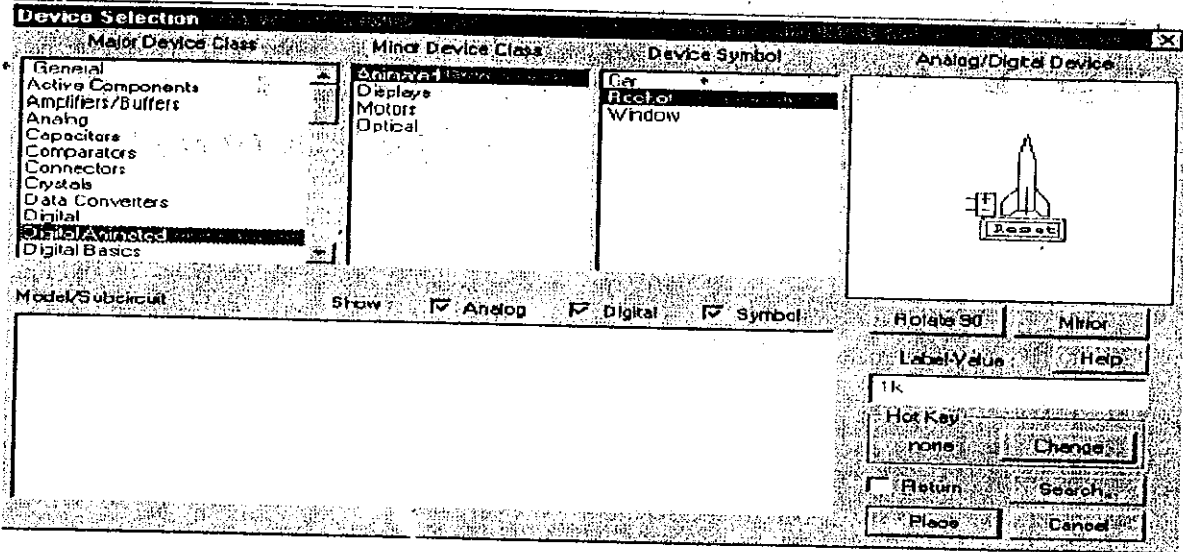 Device Selection
Major Device Class
General
Active Components
Amplifiers/Buffers
Analog
Capacitors
Comparators
Connectors
Crystals
Data Converters
Digital
Digital Animated
Digital Basics
Minor Device Class
Animated
Displays
Motors
Optical
Device Symbol
Car
Rocket
Window
Analog/Digital Device
Reset
Model/Subcircuit
Show: Analog Digital Symbol
Rotate 90 Mirror
Label-Value Help
1k
Hot Key
none Change
Return Search
Place Cancel